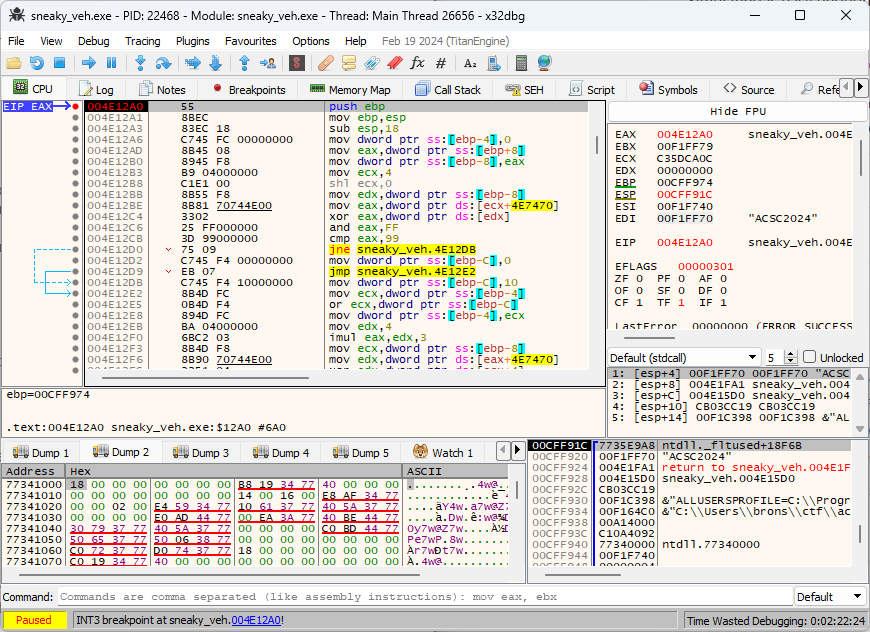 sneaky_veh.exe - PID: 22468 - Module: sneaky_veh.exe - Thread: Main Thread 26656 - x32dbg
File View Debug Tracing Plugins Favourites Options Help Feb 19 2024 (TitanEngine)
CPU Log Notes Breakpoints Memory Map Call Stack SEH Script Symbols Source Refe
EIP EAX 004E12A0 55 push ebp
004E12A1 8BEC mov ebp,esp
004E12A3 83EC 18 sub esp,18
004E12A6 C745 FC 00000000 mov dword ptr ss:[ebp-4],0
004E12AD 8B45 08 mov eax,dword ptr ss:[ebp+8]
004E12B0 8945 F8 mov dword ptr ss:[ebp-8],eax
004E12B3 B9 04000000 mov ecx,4
004E12B8 C1E1 00 shl ecx,0
004E12BB 8B55 F8 mov edx,dword ptr ss:[ebp-8]
004E12BE 8B81 70744E00 mov eax,dword ptr ds:[ecx+4E7470]
004E12C4 3302 xor eax,dword ptr ds:[edx]
004E12C6 25 FF000000 and eax,FF
004E12CB 3D 99000000 cmp eax,99
004E12D0 75 09 jne sneaky_veh.4E12DB
004E12D2 C745 F4 00000000 mov dword ptr ss:[ebp-C],0
004E12D9 EB 07 jmp sneaky_veh.4E12E2
004E12DB C745 F4 10000000 mov dword ptr ss:[ebp-C],10
004E12E2 8B4D FC mov ecx,dword ptr ss:[ebp-4]
004E12E5 0B4D F4 or ecx,dword ptr ss:[ebp-C]
004E12E8 894D FC mov dword ptr ss:[ebp-4],ecx
004E12EB BA 04000000 mov edx,4
004E12F0 6BC2 03 imul eax,edx,3
004E12F3 8B4D F8 mov ecx,dword ptr ss:[ebp-8]
004E12F6 8B90 70744E00 mov edx,dword ptr ds:[eax+4E7470]
Hide FPU
EAX 004E12A0 sneaky_veh.004E
EBX 00F1FF79
ECX C35DCA0C
EDX 00000000
EBP 00CFF974
ESP 00CFF91C
ESI 00F1F740
EDI 00F1FF70 "ACSC2024"
EIP 004E12A0 sneaky_veh.004E
EFLAGS 00000301
ZF 0 PF 0 AF 0
OF 0 SF 0 DF 0
CF 1 TF 1 IF 1
LastError 00000000 (ERROR_SUCCESS
Default (stdcall) 5 Unlocked
1: [esp+4] 00F1FF70 00F1FF70 "ACSC
2: [esp+8] 004E1FA1 sneaky_veh.004
3: [esp+C] 004E15D0 sneaky_veh.004
4: [esp+10] CB03CC19 CB03CC19
5: [esp+14] 00F1C398 00F1C398 &"AL
ebp=00CFF974
.text:004E12A0 sneaky_veh.exe:$12A0 #6A0
Dump 1 Dump 2 Dump 3 Dump 4 Dump 5 Watch 1
Address Hex ASCII
77341000 18 00 00 00 00 00 00 00 B8 19 34 77 40 00 00 00
77341010 00 00 00 00 00 00 00 00 14 00 16 00 E8 AF 34 77
77341020 00 00 02 00 E4 59 34 77 10 61 37 77 40 5A 37 77
77341030 00 00 00 00 E0 AD 44 77 00 EA 3A 77 40 BE 44 77
77341040 30 79 37 77 40 5A 37 77 00 00 00 00 C0 BD 44 77
77341050 50 65 37 77 50 06 38 77 00 00 00 00 00 00 00 00
77341060 C0 72 37 77 D0 74 37 77 18 00 00 00 00 00 00 00
77341070 C0 19 34 77 40 00 00 00 00 00 00 00 00 00 00 00
00CFF91C 7735E9A8 ntdll._fltused+18F6B
00CFF920 00F1FF70 "ACSC2024"
00CFF924 004E1FA1 return to sneaky_veh.004E1F
00CFF928 004E15D0 sneaky_veh.004E15D0
00CFF92C CB03CC19
00CFF930 00F1C398 &"ALLUSERSPROFILE=C:\\Progr
00CFF934 00F164C0 &"C:\\Users\\brons\\ctf\\ac
00CFF938 00A14000
00CFF93C C10A4092
00CFF940 77340000 ntdll.77340000
00CFF944 00F1F740
Command: Commands are comma separated (like assembly instructions): mov eax, ebx Default
Paused INT3 breakpoint at sneaky_veh.004E12A0! Time Wasted Debugging: 0:02:22:24